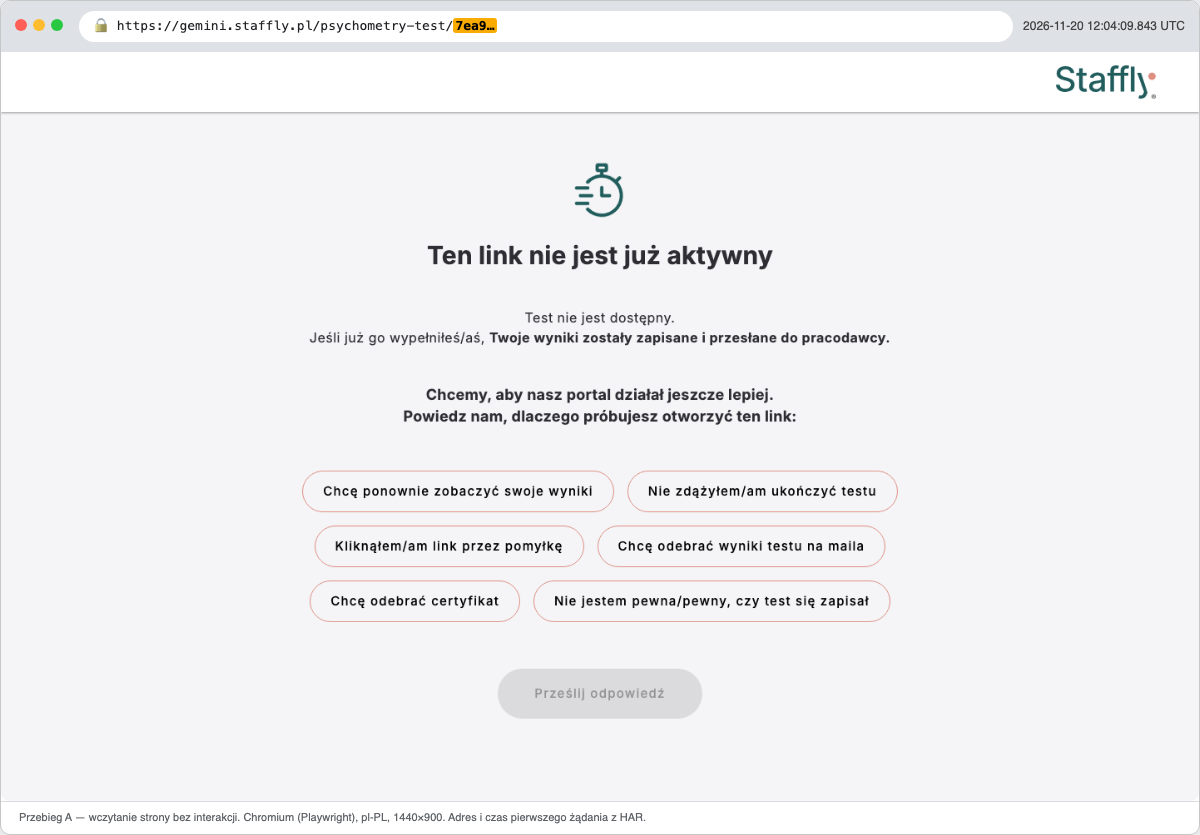 https://gemini.staffly.pl/psychometry-test/7ea9… 2026-11-20 12:04:09.843 UTC
Staffly
Ten link nie jest już aktywny
Test nie jest dostępny.
Jeśli już go wypełniłeś/aś, Twoje wyniki zostały zapisane i przesłane do pracodawcy.
Chcemy, aby nasz portal działał jeszcze lepiej.
Powiedz nam, dlaczego próbujesz otworzyć ten link:
Chcę ponownie zobaczyć swoje wyniki Nie zdążyłem/am ukończyć testu
Kliknąłem/am link przez pomyłkę Chcę odebrać wyniki testu na maila
Chcę odebrać certyfikat Nie jestem pewna/pewny, czy test się zapisał
Prześlij odpowiedź
Przebieg A — wczytanie strony bez interakcji. Chromium (Playwright), pl-PL, 1440×900. Adres i czas pierwszego żądania z HAR.